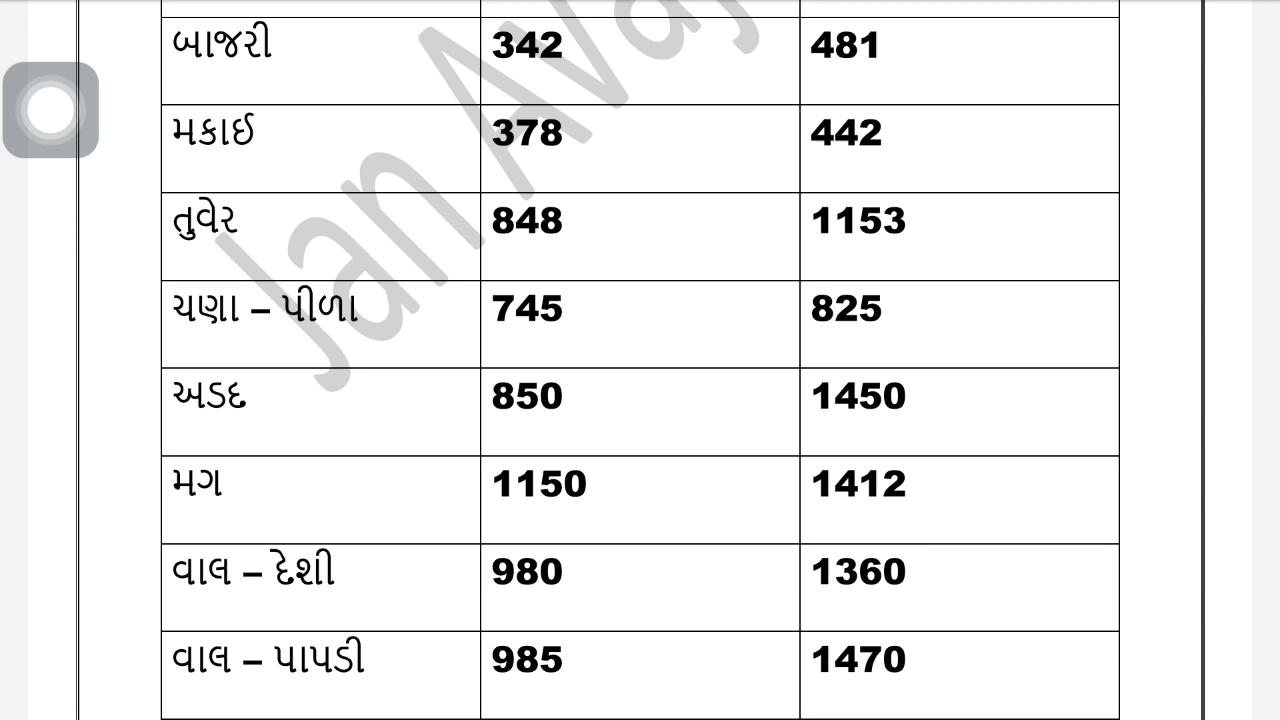 બાજરી 342 481
મકાઈ 378 442
તુવેર 848 1153
ચણા – પીળા 745 825
અડદ 850 1450
મગ 1150 1412
વાલ – દેશી 980 1360
વાલ – પાપડી 985 1470
Jan Avaj